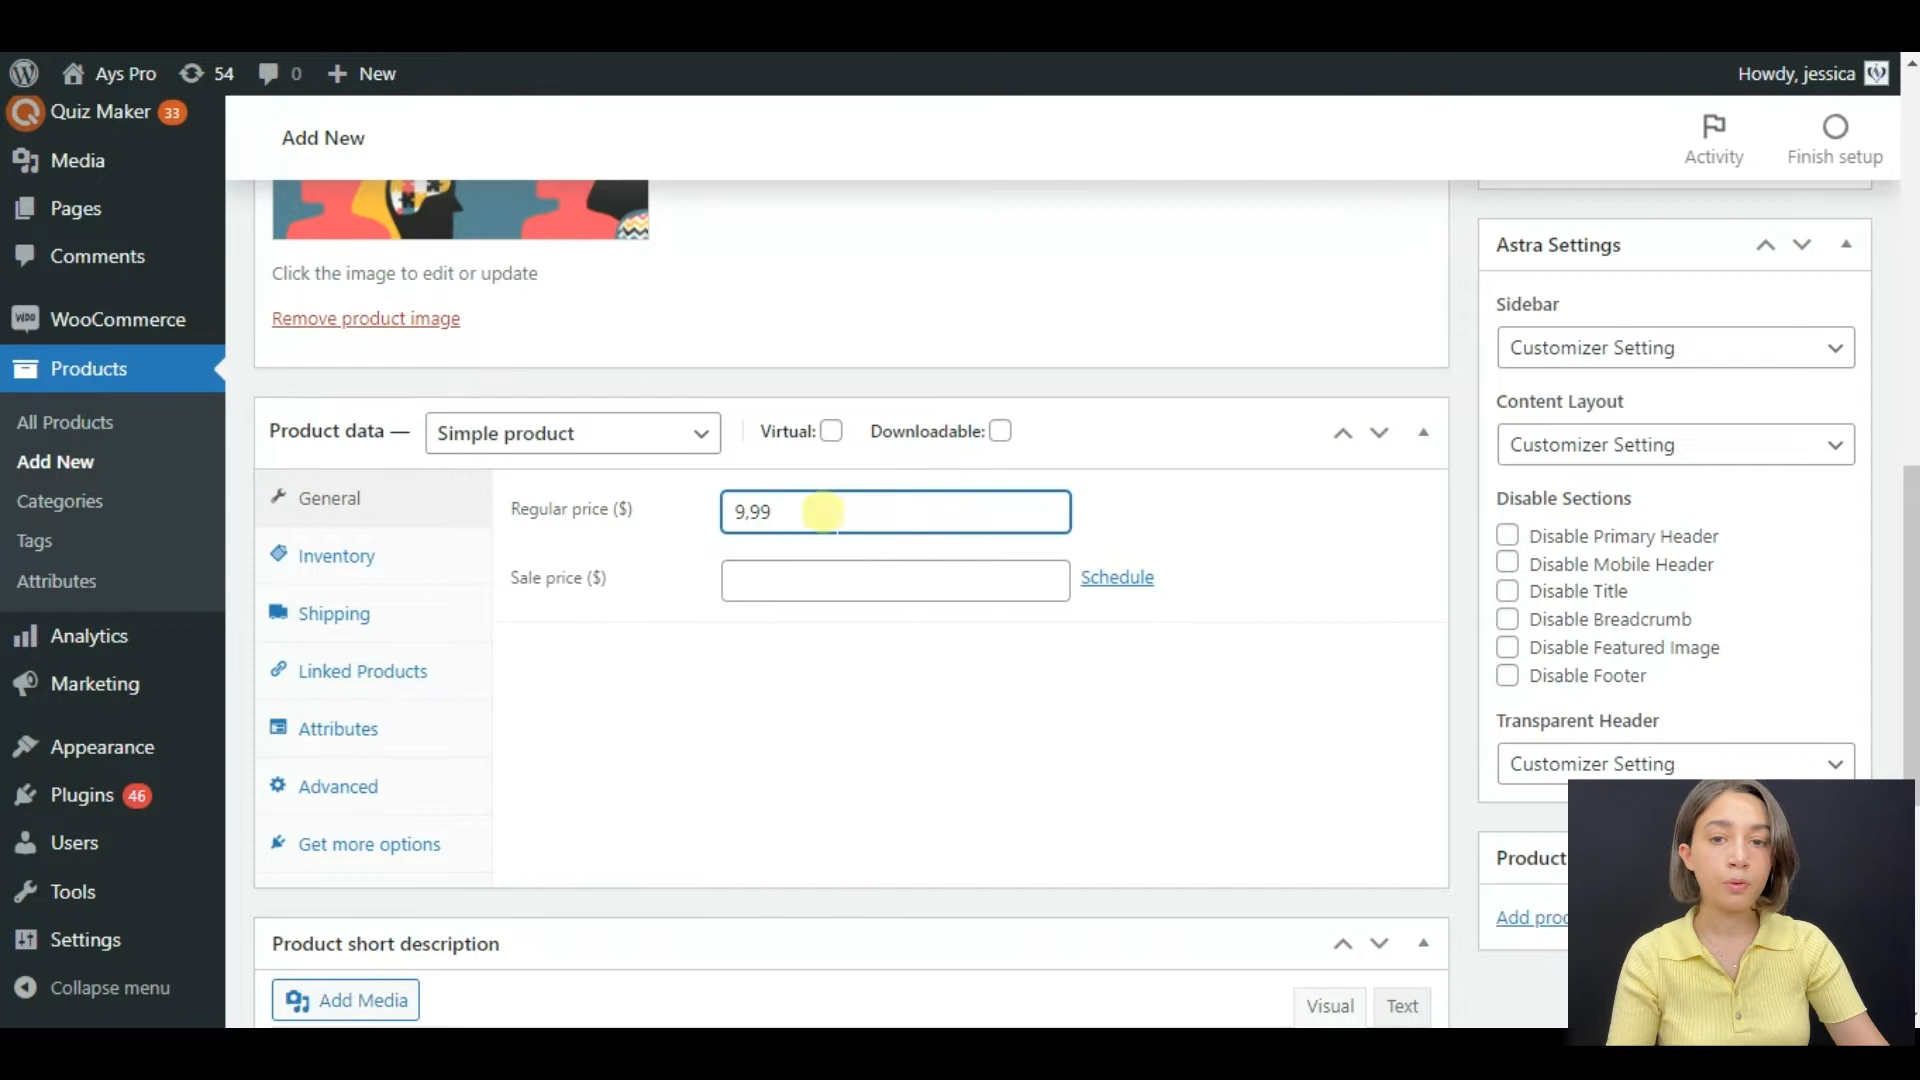 Ays Pro 54 0 New Howdy, jessica
Quiz Maker 33
Media
Pages
Comments
WooCommerce
Products
All Products
Add New
Categories
Tags
Attributes
Analytics
Marketing
Appearance
Plugins 46
Users
Tools
Settings
Collapse menu
Add New
Activity
Finish setup
Click the image to edit or update
Remove product image
Product data — Simple product Virtual: Downloadable:
General
Inventory
Shipping
Linked Products
Attributes
Advanced
Get more options
Regular price ($) 9,99
Sale price ($) Schedule
Product short description
Add Media
Visual Text
Astra Settings
Sidebar
Customizer Setting
Content Layout
Customizer Setting
Disable Sections
Disable Primary Header
Disable Mobile Header
Disable Title
Disable Breadcrumb
Disable Featured Image
Disable Footer
Transparent Header
Customizer Setting
Product
Add